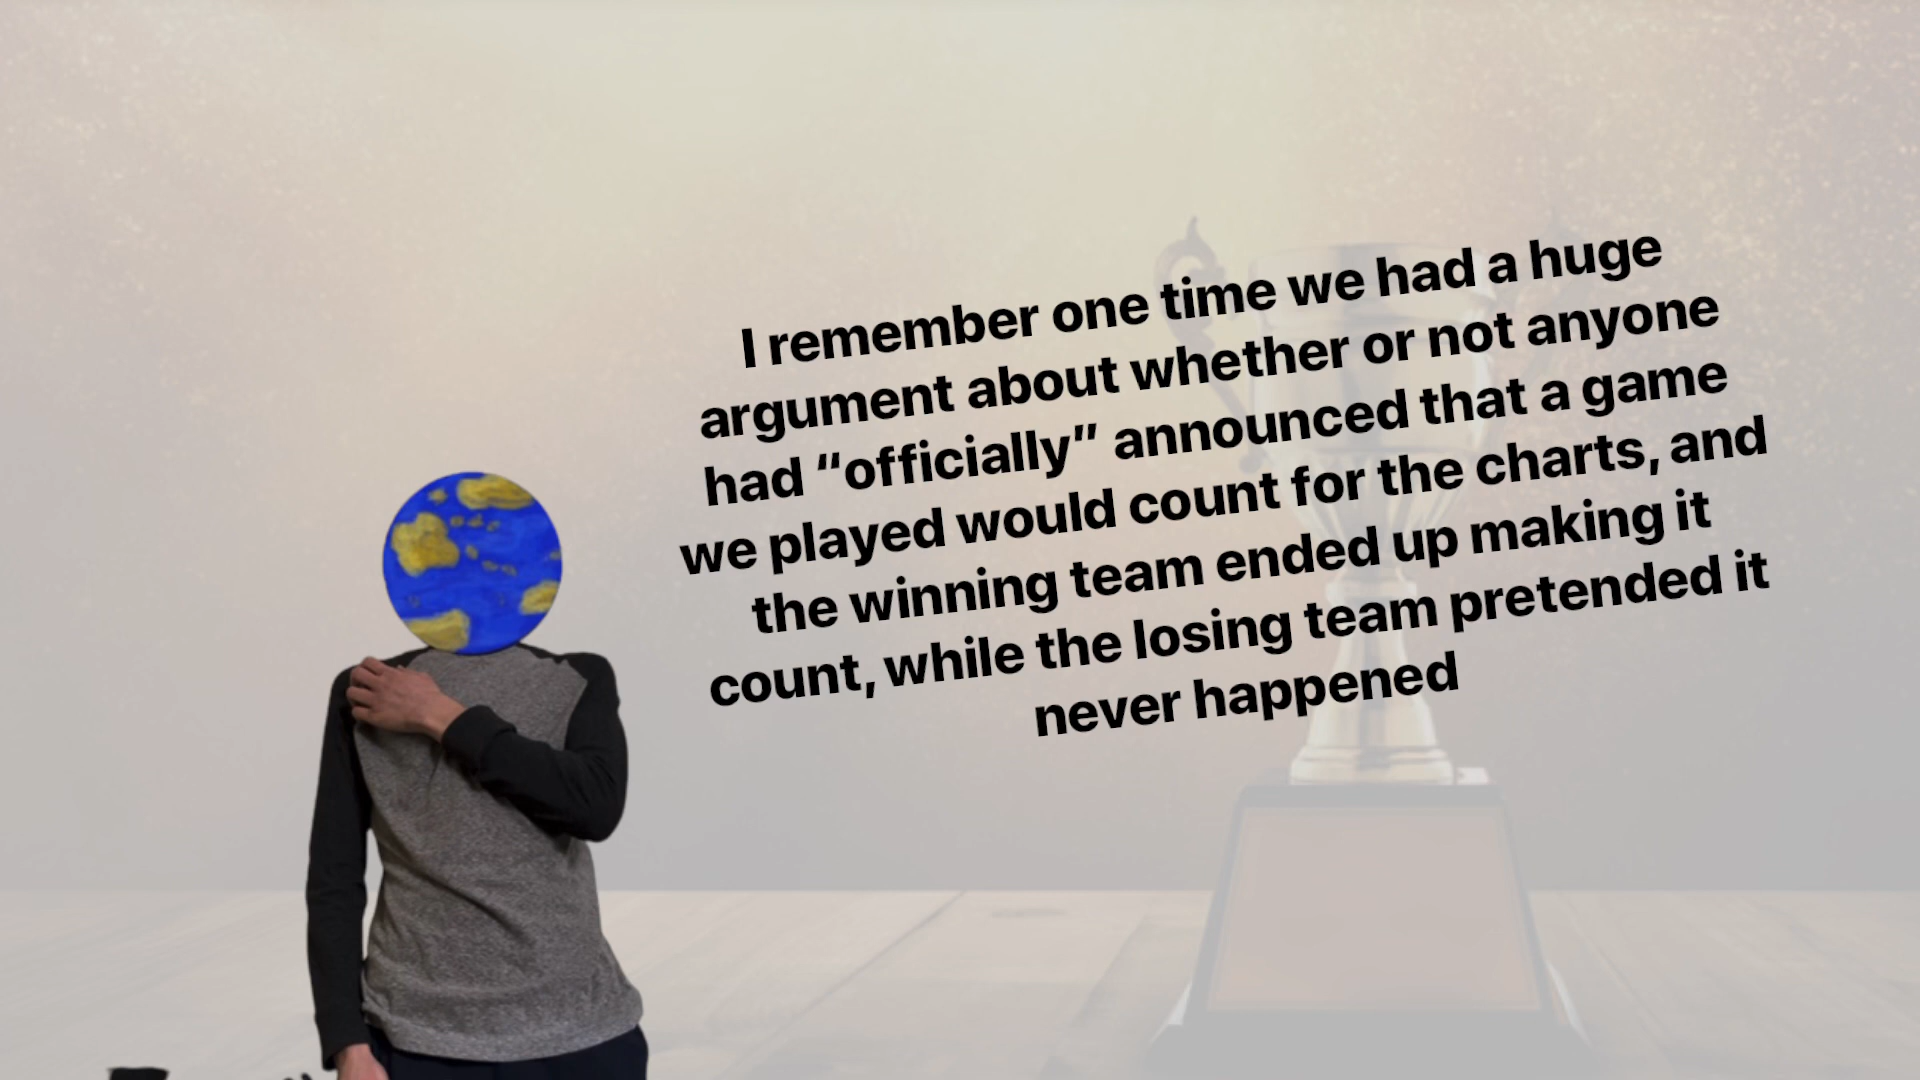 I remember one time we had a huge
argument about whether or not anyone
had “officially” announced that a game
we played would count for the charts, and
the winning team ended up making it
count, while the losing team pretended it
never happened